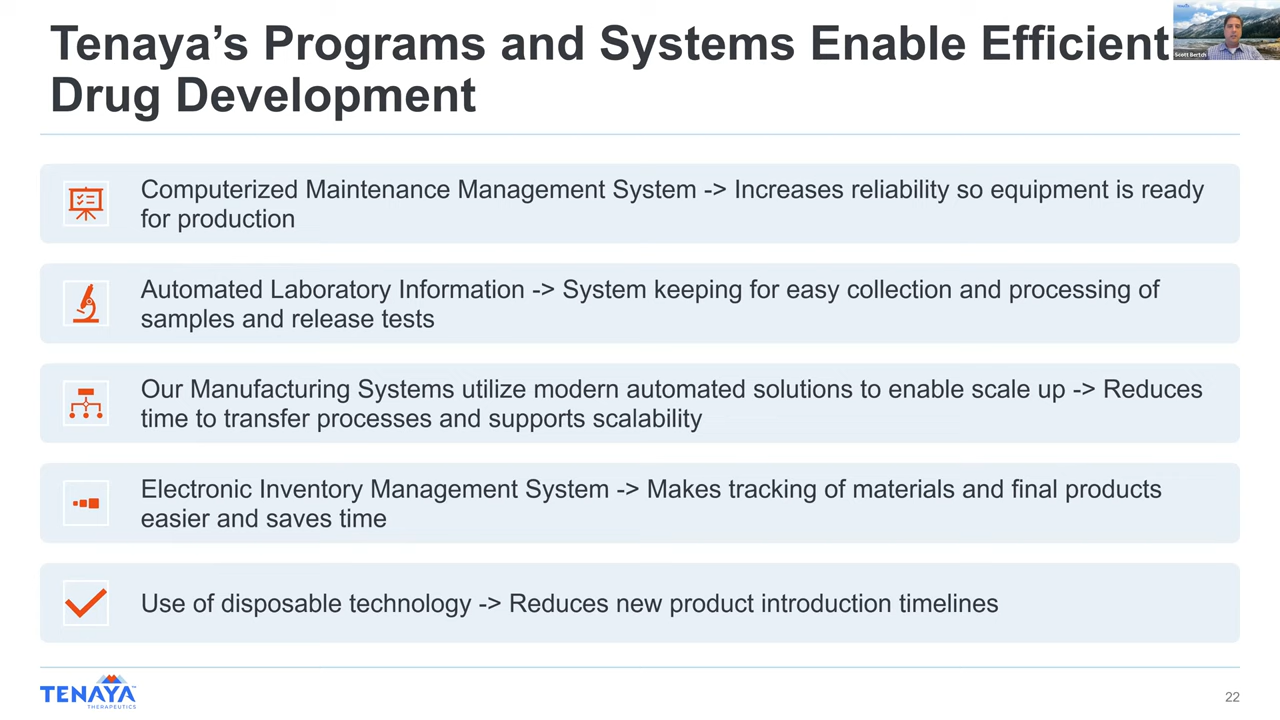 Tenaya’s Programs and Systems Enable Efficient
Drug Development
Scott Bertch
Computerized Maintenance Management System -> Increases reliability so equipment is ready
for production
Automated Laboratory Information -> System keeping for easy collection and processing of
samples and release tests
Our Manufacturing Systems utilize modern automated solutions to enable scale up -> Reduces
time to transfer processes and supports scalability
Electronic Inventory Management System -> Makes tracking of materials and final products
easier and saves time
Use of disposable technology -> Reduces new product introduction timelines
TENAYA
THERAPEUTICS
22